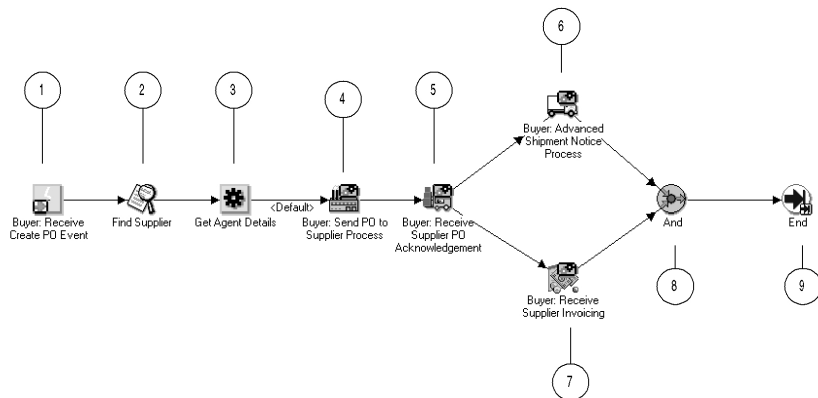 1
2
3
4
5
6
Buyer: Receive
Create PO Event
Find Supplier
Get Agent Details
<Default>
Buyer: Send PO to
Supplier Process
Buyer: Receive
Supplier PO
Acknowledgement
Buyer: Advanced
Shipment Notice
Process
Buyer: Receive
Supplier Invoicing
And
End
7
8
9